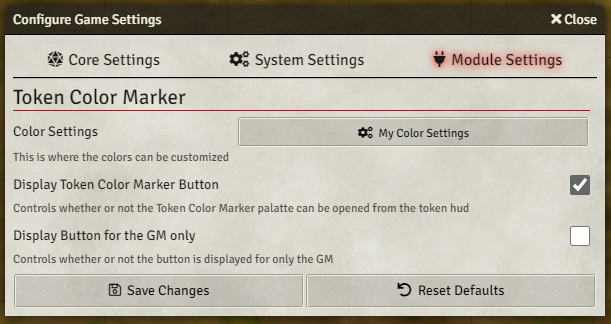 Configure Game Settings
Close
Core Settings
System Settings
Module Settings
Token Color Marker
Color Settings
My Color Settings
This is where the colors can be customized
Display Token Color Marker Button
Controls whether or not the Token Color Marker palatte can be opened from the token hud
Display Button for the GM only
Controls whether or not the button is displayed for only the GM
Save Changes
Reset Defaults